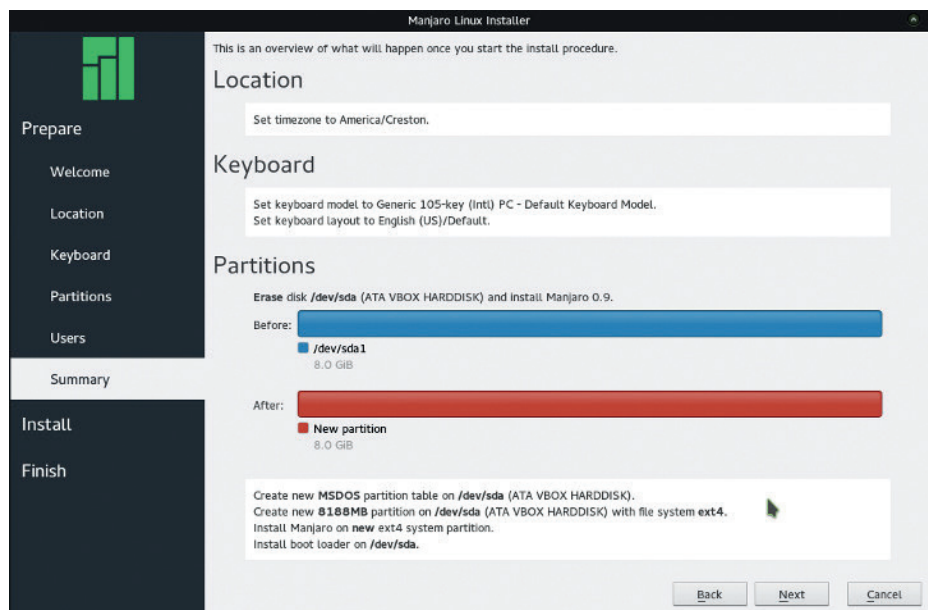 Manjaro Linux Installer
This is an overview of what will happen once you start the install procedure.
Prepare
Welcome
Location
Keyboard
Partitions
Users
Summary
Install
Finish
Location
Set timezone to America/Creston.
Keyboard
Set keyboard model to Generic 105-key (Intl) PC - Default Keyboard Model.
Set keyboard layout to English (US)/Default.
Partitions
Erase disk /dev/sda (ATA VBOX HARDDISK) and install Manjaro 0.9.
Before:
/dev/sda1
8.0 GiB
After:
New partition
8.0 GiB
Create new MSDOS partition table on /dev/sda (ATA VBOX HARDDISK).
Create new 8188MB partition on /dev/sda (ATA VBOX HARDDISK) with file system ext4.
Install Manjaro on new ext4 system partition.
Install boot loader on /dev/sda.
Back Next Cancel